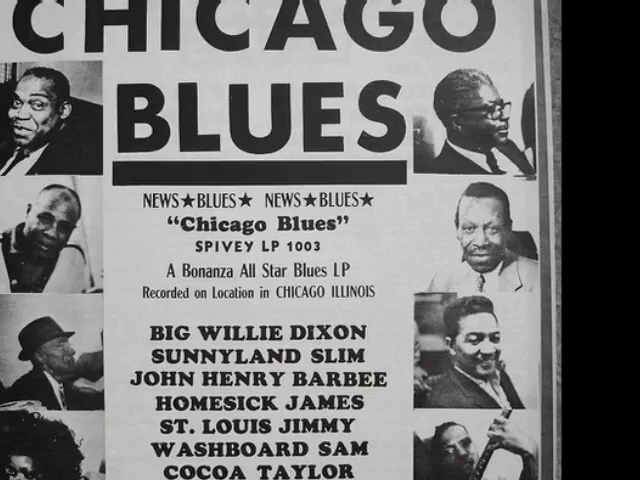 CHICAGO
BLUES
NEWS★BLUES★ NEWS★BLUES★
“Chicago Blues”
SPIVEY LP 1003
A Bonanza All Star Blues LP
Recorded on Location in CHICAGO ILLINOIS
BIG WILLIE DIXON
SUNNYLAND SLIM
JOHN HENRY BARBEE
HOMESICK JAMES
ST. LOUIS JIMMY
WASHBOARD SAM
COCOA TAYLOR